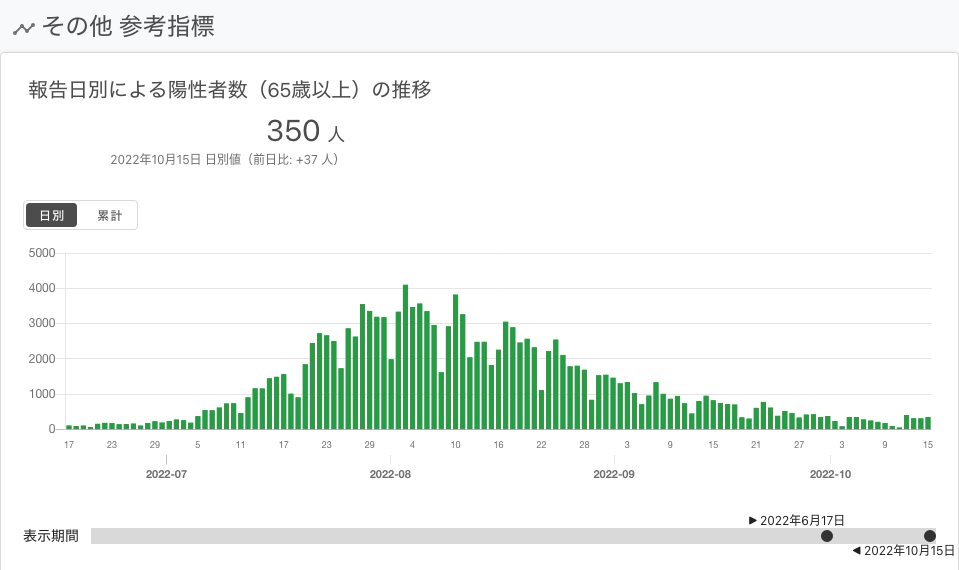 その他 参考指標
報告日別による陽性者数（65歳以上）の推移
350 人
2022年10月15日 日別値（前日比: +37 人）
日別 累計
5000
4000
3000
2000
1000
0
17 23 29 5 11 17 23 29 4 10 16 22 28 3 9 15 21 27 3 9 15
2022-07 2022-08 2022-09 2022-10
▶ 2022年6月17日
表示期間
◀ 2022年10月15日